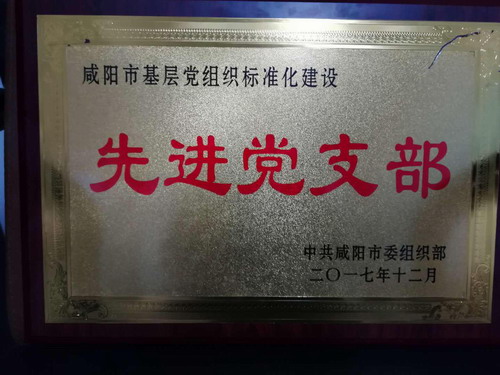 咸阳市基层党组织标准化建设
先进党支部
中共咸阳市委组织部
二〇一七年十二月